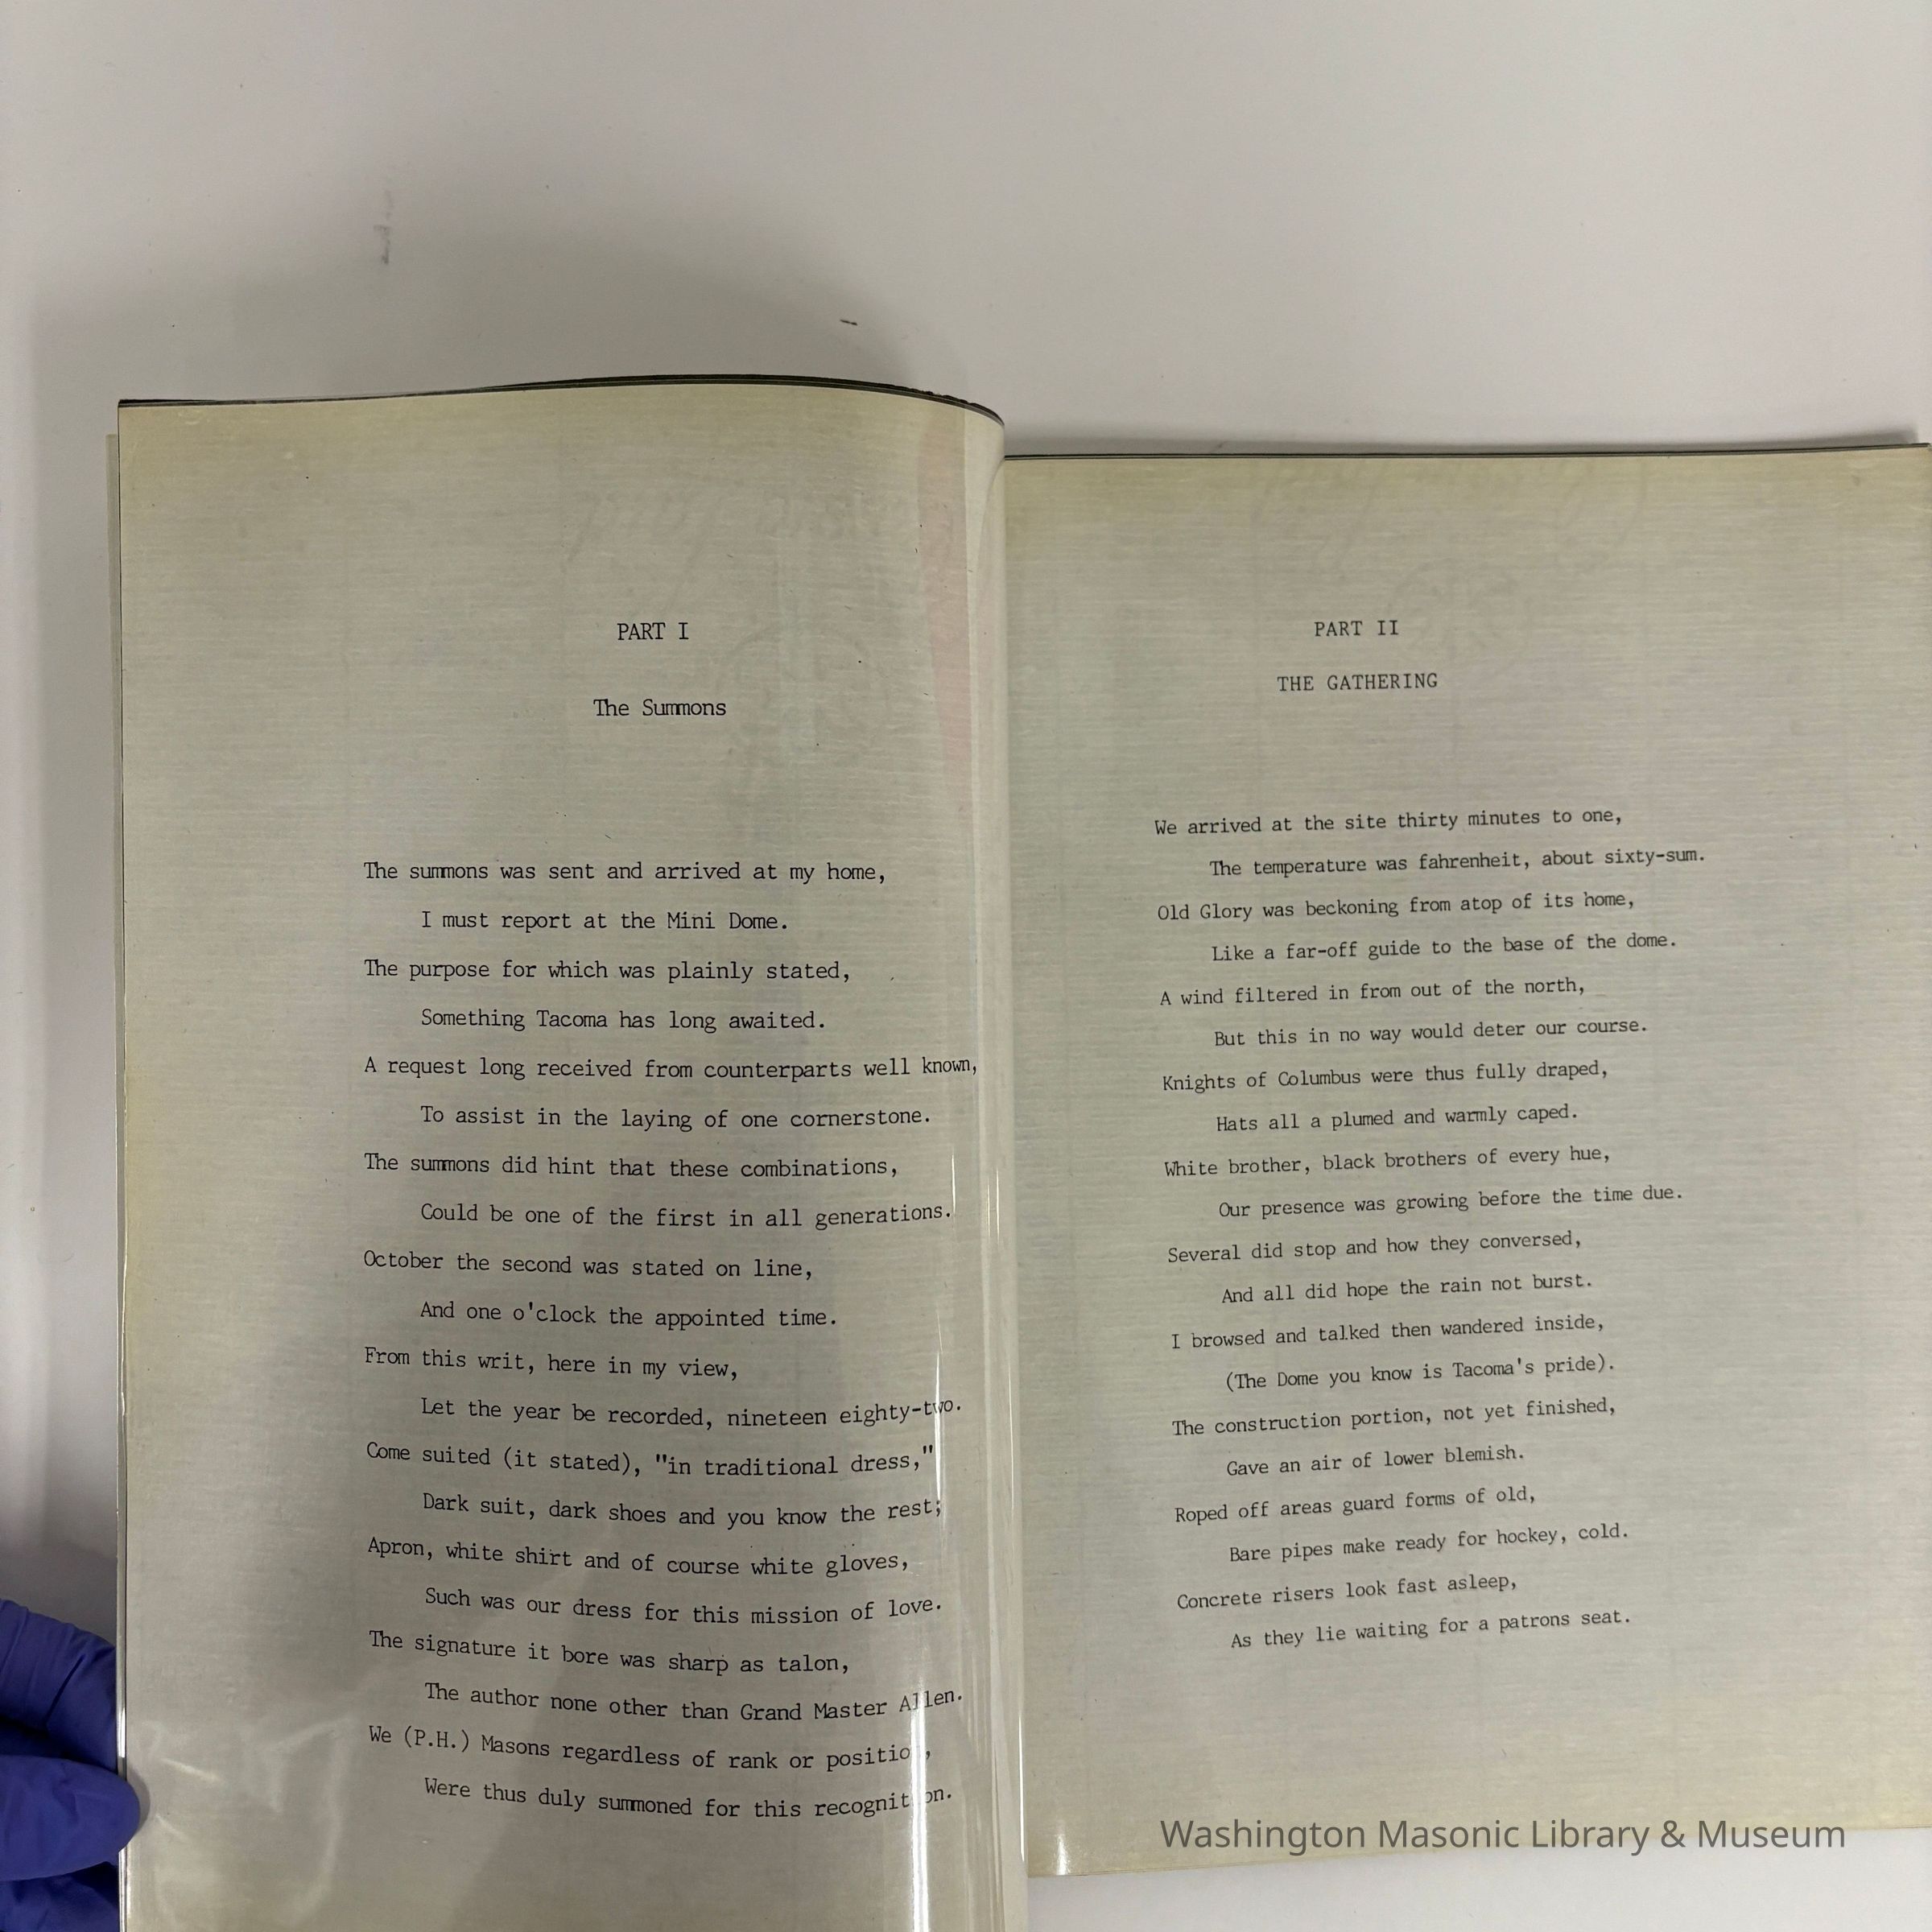 PART I
The Summons
The summons was sent and arrived at my home,
I must report at the Mini Dome.
The purpose for which was plainly stated,
Something Tacoma has long awaited.
A request long received from counterparts well known,
To assist in the laying of one cornerstone.
The summons did hint that these combinations,
Could be one of the first in all generations.
October the second was stated on line,
And one o'clock the appointed time.
From this writ, here in my view,
Let the year be recorded, nineteen eighty-two.
Come suited (it stated), "in traditional dress,"
Dark suit, dark shoes and you know the rest;
Apron, white shirt and of course white gloves,
Such was our dress for this mission of love.
The signature it bore was sharp as talon,
The author none other than Grand Master Allen.
We (P.H.) Masons regardless of rank or position,
Were thus duly summoned for this recognition.
PART II
THE GATHERING
We arrived at the site thirty minutes to one,
The temperature was fahrenheit, about sixty-sum.
Old Glory was beckoning from atop of its home,
Like a far-off guide to the base of the dome.
A wind filtered in from out of the north,
But this in no way would deter our course.
Knights of Columbus were thus fully draped,
Hats all a plumed and warmly caped.
White brother, black brothers of every hue,
Our presence was growing before the time due.
Several did stop and how they conversed,
And all did hope the rain not burst.
I browsed and talked then wandered inside,
(The Dome you know is Tacoma's pride).
The construction portion, not yet finished,
Gave an air of lower blemish.
Roped off areas guard forms of old,
Bare pipes make ready for hockey, cold.
Concrete risers look fast asleep,
As they lie waiting for a patrons seat.
Washington Masonic Library & Museum